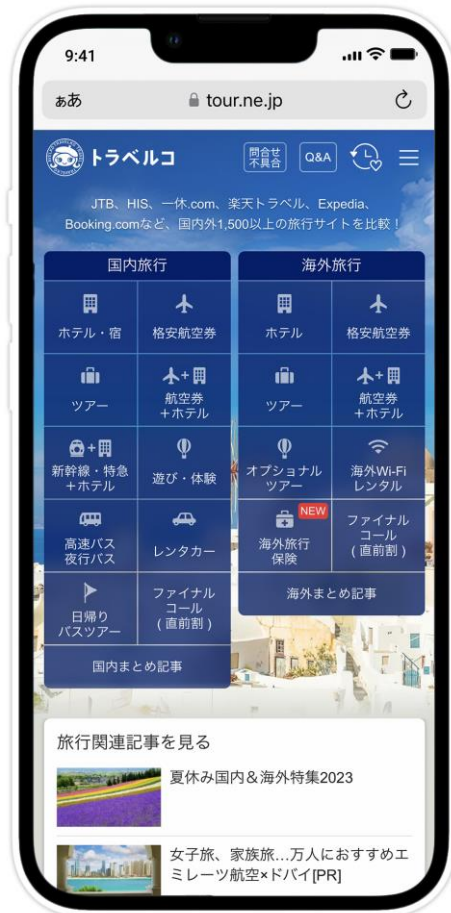 9:41
ぁあ
tour.ne.jp
トラベルコ
問合せ
不具合
Q&A
JTB、HIS、一休.com、楽天トラベル、Expedia、
Booking.comなど、国内外1,500以上の旅行サイトを比較！
国内旅行
ホテル・宿
格安航空券
ツアー
航空券
＋ホテル
新幹線・特急
＋ホテル
遊び・体験
高速バス
夜行バス
レンタカー
日帰り
バスツアー
ファイナル
コール
（直前割）
国内まとめ記事
海外旅行
ホテル
格安航空券
ツアー
航空券
＋ホテル
オプショナル
ツアー
海外Wi-Fi
レンタル
NEW
海外旅行
保険
ファイナル
コール
（直前割）
海外まとめ記事
旅行関連記事を見る
夏休み国内＆海外特集2023
女子旅、家族旅…万人におすすめエ
ミレーツ航空×ドバイ[PR]